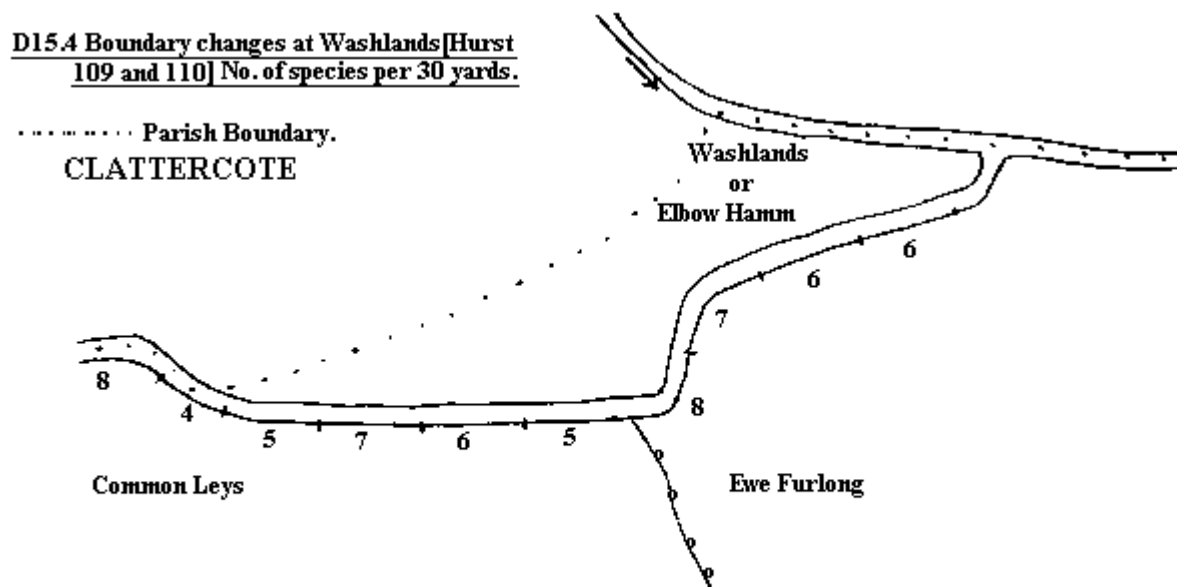 D15.4 Boundary changes at Washlands[Hurst
109 and 110] No. of species per 30 yards.
Parish Boundary.
CLATTERCOTE
Washlands
or
Elbow Hamm
6
6
7
8
8
4
5
7
6
5
Common Leys
Ewe Furlong